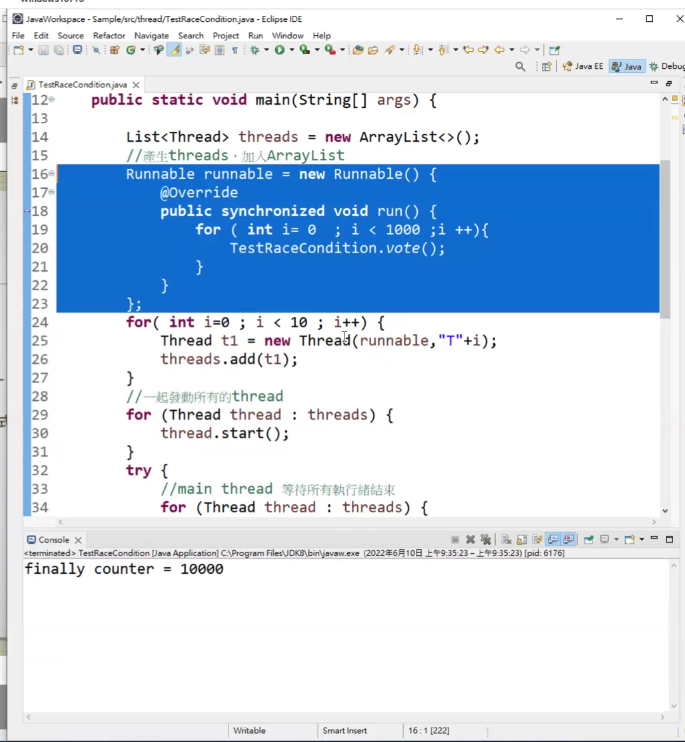 JavaWorkspace - Sample/src/thread/TestRaceCondition.java - Eclipse IDE
File Edit Source Refactor Navigate Search Project Run Window Help
Java EE Java Debug
TestRaceCondition.java
12 public static void main(String[] args) {
13
14 List<Thread> threads = new ArrayList<>();
15 //產生threads，加入ArrayList
16 Runnable runnable = new Runnable() {
17 @Override
18 public synchronized void run() {
19 for ( int i= 0  ; i < 1000 ;i ++){
20 TestRaceCondition.vote();
21 }
22 }
23 };
24 for( int i=0 ; i < 10 ; i++) {
25 Thread t1 = new Thread(runnable,"T"+i);
26 threads.add(t1);
27 }
28 //一起發動所有的thread
29 for (Thread thread : threads) {
30 thread.start();
31 }
32 try {
33 //main thread 等待所有執行緒結束
34 for (Thread thread : threads) {
Console
<terminated> TestRaceCondition [Java Application] C:\Program Files\JDK8\bin\javaw.exe (2022年6月10日 上午9:35:23 – 上午9:35:23) [pid: 6176]
finally counter = 10000
Writable Smart Insert 16 : 1 [222]